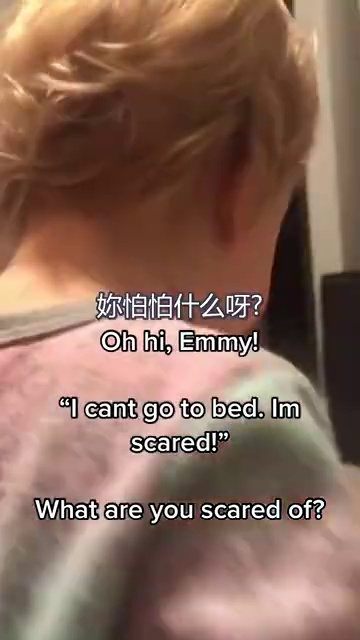 妳怕怕什么呀?
Oh hi, Emmy!
“I cant go to bed. Im
scared!”
What are you scared of?